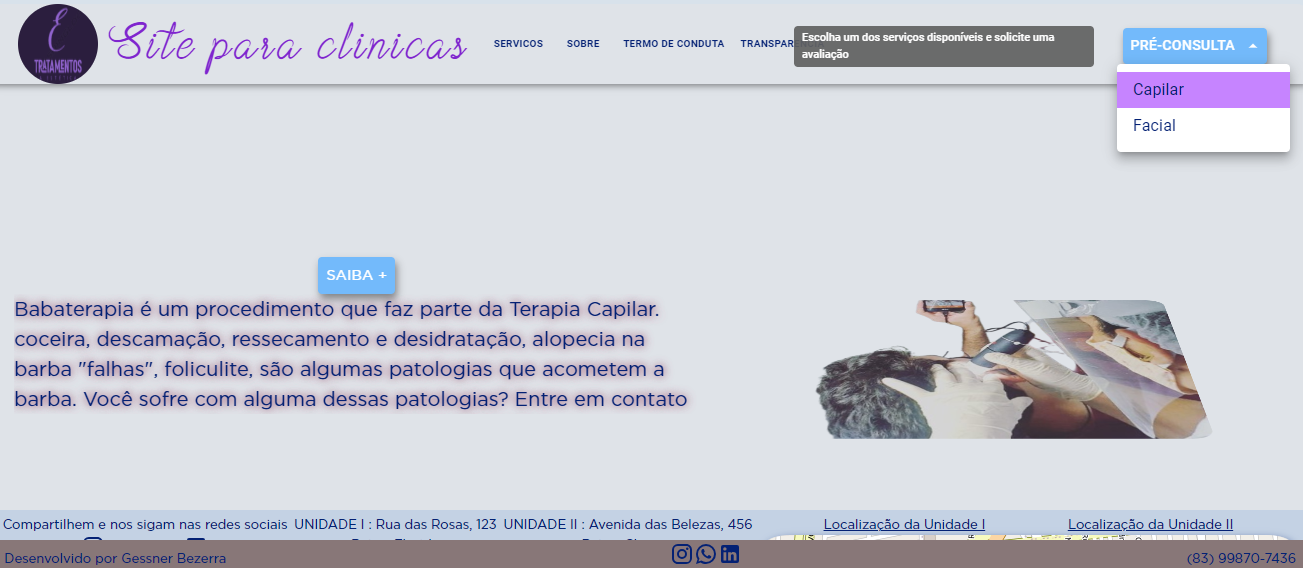 É
TRATAMENTOS
Site para clinicas
SERVICOS SOBRE TERMO DE CONDUTA
Escolha um dos serviços disponíveis e solicite uma
avaliação
PRÉ-CONSULTA
Capilar
Facial
SAIBA +
Babaterapia é um procedimento que faz parte da Terapia Capilar.
coceira, descamação, ressecamento e desidratação, alopecia na
barba "falhas", foliculite, são algumas patologias que acometem a
barba. Você sofre com alguma dessas patologias? Entre em contato
Compartilhem e nos sigam nas redes sociais UNIDADE I : Rua das Rosas, 123 UNIDADE II : Avenida das Belezas, 456 Localização da Unidade I Localização da Unidade II
Desenvolvido por Gessner Bezerra (83) 99870-7436